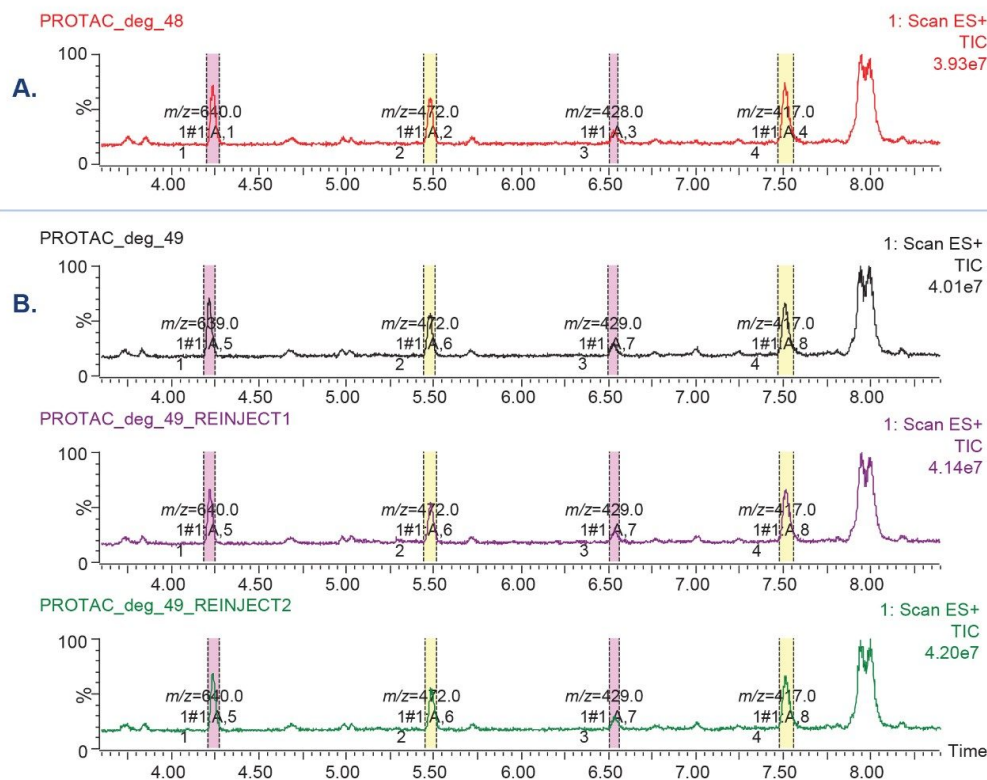 PROTAC_deg_48
1: Scan ES+
TIC
3.93e7
A.
100
%
0
m/z=640.0 m/z=472.0 m/z=428.0 m/z=417.0
1#1 A,1 1#1 A,2 1#1 A,3 1#1 A,4
1 2 3 4
4.00 4.50 5.00 5.50 6.00 6.50 7.00 7.50 8.00
PROTAC_deg_49
1: Scan ES+
TIC
4.01e7
B.
100
%
0
m/z=639.0 m/z=472.0 m/z=429.0 m/z=417.0
1#1 A,5 1#1 A,6 1#1 A,7 1#1 A,8
1 2 3 4
4.00 4.50 5.00 5.50 6.00 6.50 7.00 7.50 8.00
PROTAC_deg_49_REINJECT1
1: Scan ES+
TIC
4.14e7
100
%
0
m/z=640.0 m/z=472.0 m/z=429.0 m/z=417.0
1#1 A,5 1#1 A,6 1#1 A,7 1#1 A,8
1 2 3 4
4.00 4.50 5.00 5.50 6.00 6.50 7.00 7.50 8.00
PROTAC_deg_49_REINJECT2
1: Scan ES+
TIC
4.20e7
100
%
0
m/z=640.0 m/z=472.0 m/z=429.0 m/z=417.0
1#1 A,5 1#1 A,6 1#1 A,7 1#1 A,8
1 2 3 4
Time
4.00 4.50 5.00 5.50 6.00 6.50 7.00 7.50 8.00